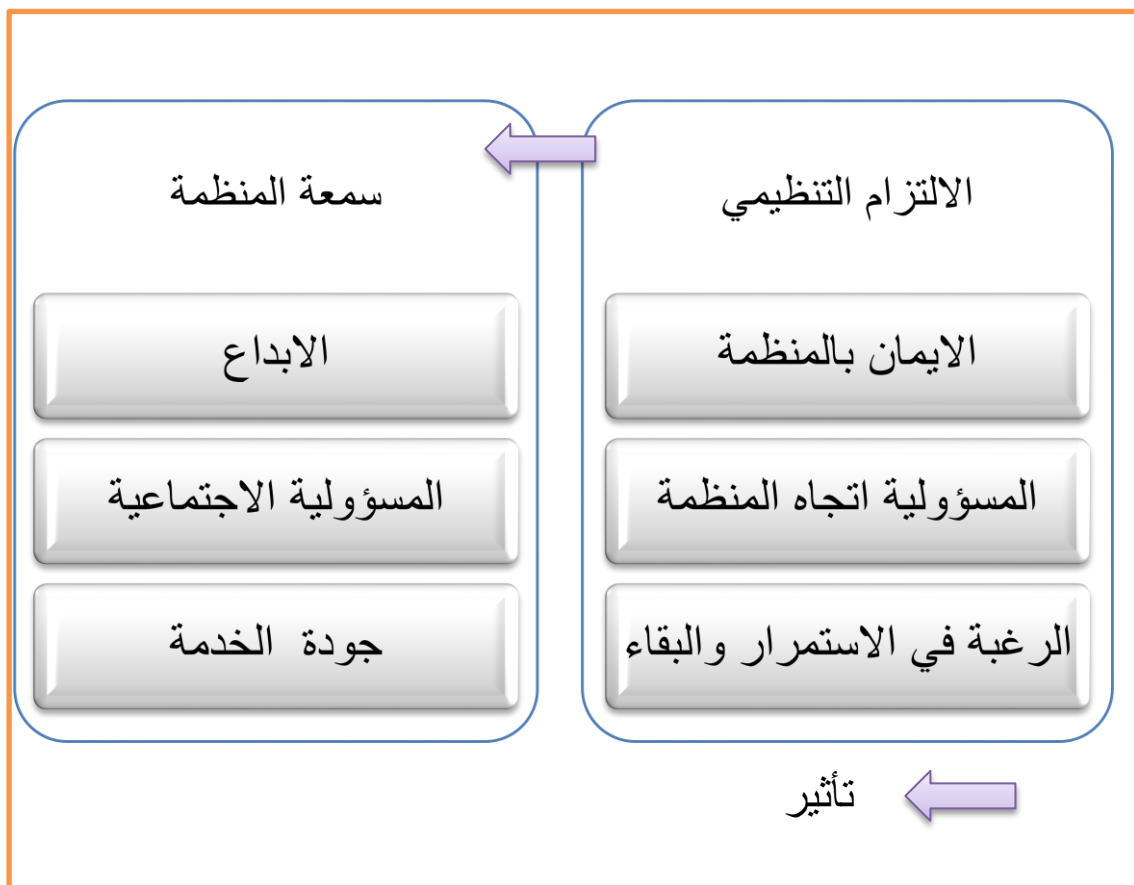 الالتزام التنظيمي
الايمان بالمنظمة
المسؤولية اتجاه المنظمة
الرغبة في الاستمرار والبقاء
سمعة المنظمة
الابداع
المسؤولية الاجتماعية
جودة الخدمة
تأثير